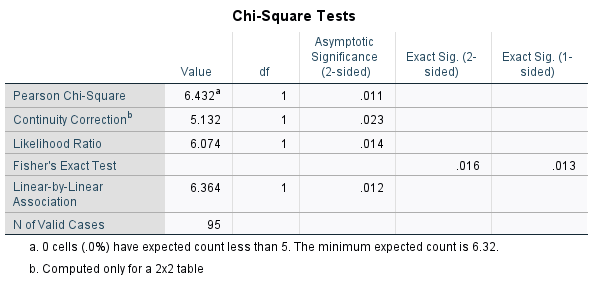 Chi-Square Tests
Value df Asymptotic Significance (2-sided) Exact Sig. (2-sided) Exact Sig. (1-sided)
Pearson Chi-Square 6.432a 1 .011
Continuity Correctionb 5.132 1 .023
Likelihood Ratio 6.074 1 .014
Fisher's Exact Test .016 .013
Linear-by-Linear Association 6.364 1 .012
N of Valid Cases 95
a. 0 cells (.0%) have expected count less than 5. The minimum expected count is 6.32.
b. Computed only for a 2x2 table